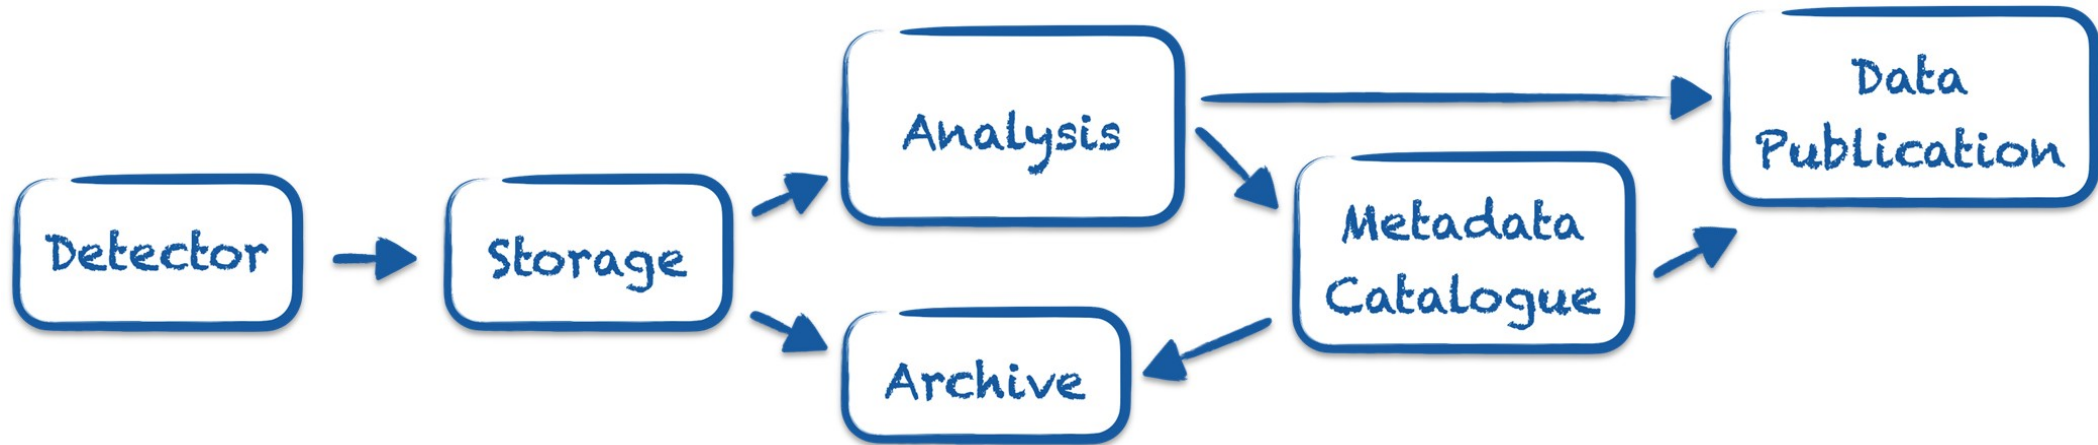 Detector
Storage
Analysis
Archive
Metadata
Catalogue
Data
Publication